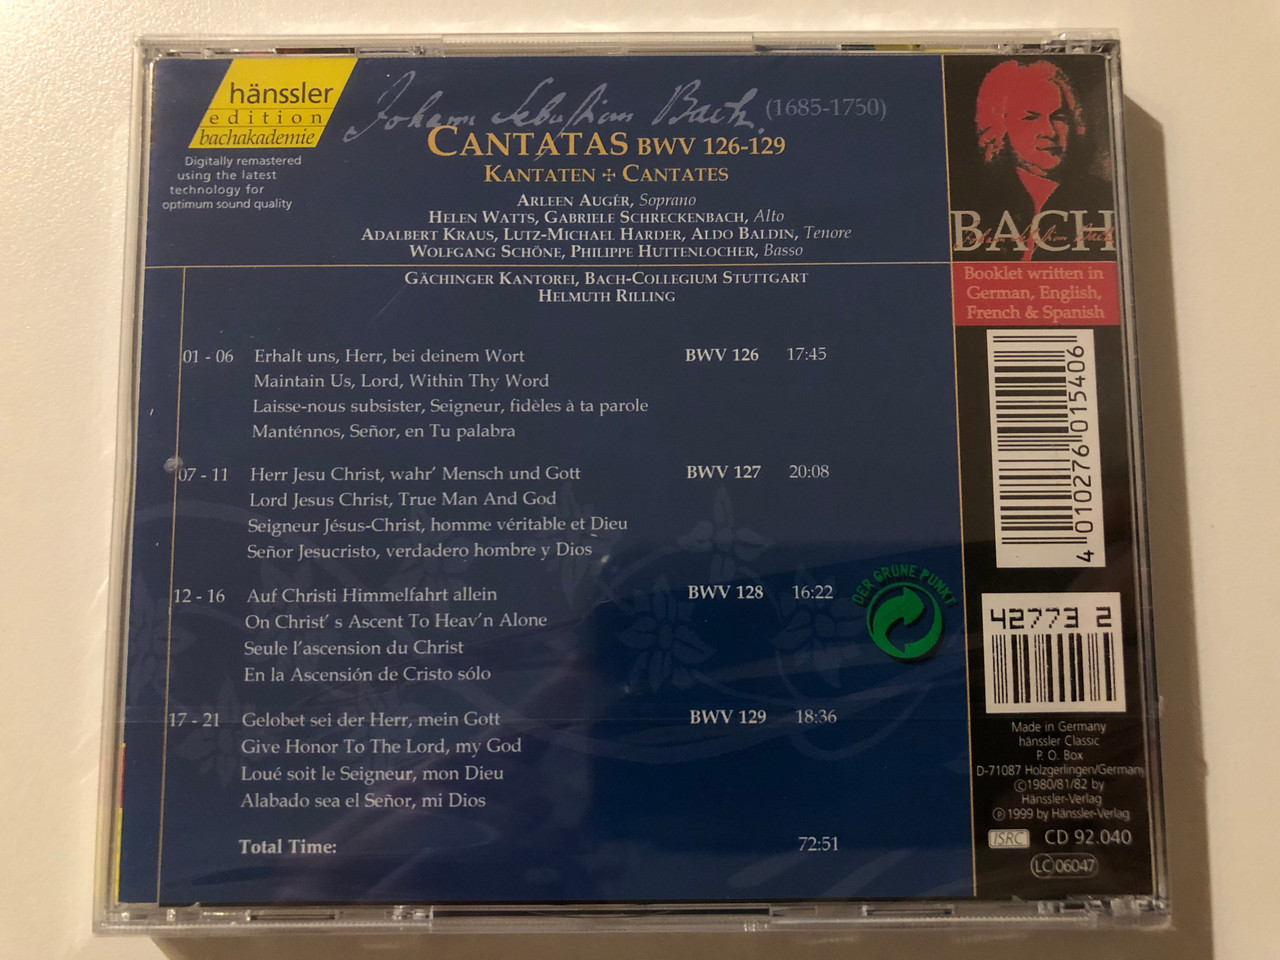 hänssler
edition
bachakademie
Digitally remastered
using the latest
technology for
optimum sound quality
Johann Sebastian Bach. (1685-1750)
CANTATAS BWV 126-129
KANTATEN ✢ CANTATES
ARLEEN AUGÉR, Soprano
HELEN WATTS, GABRIELE SCHRECKENBACH, Alto
ADALBERT KRAUS, LUTZ-MICHAEL HARDER, ALDO BALDIN, Tenore
WOLFGANG SCHÖNE, PHILIPPE HUTTENLOCHER, Basso
GÄCHINGER KANTOREI, BACH-COLLEGIUM STUTTGART
HELMUTH RILLING
01 - 06 Erhalt uns, Herr, bei deinem Wort BWV 126 17:45
Maintain Us, Lord, Within Thy Word
Laisse-nous subsister, Seigneur, fidèles à ta parole
Manténnos, Señor, en Tu palabra
07 - 11 Herr Jesu Christ, wahr' Mensch und Gott BWV 127 20:08
Lord Jesus Christ, True Man And God
Seigneur Jésus-Christ, homme véritable et Dieu
Señor Jesucristo, verdadero hombre y Dios
12 - 16 Auf Christi Himmelfahrt allein BWV 128 16:22
On Christ' s Ascent To Heav'n Alone
Seule l'ascension du Christ
En la Ascensión de Cristo sólo
17 - 21 Gelobet sei der Herr, mein Gott BWV 129 18:36
Give Honor To The Lord, my God
Loué soit le Seigneur, mon Dieu
Alabado sea el Señor, mi Dios
Total Time: 72:51
DER GRÜNE PUNKT
BACH
Johann Sebastian Bach
Booklet written in
German, English,
French & Spanish
4 010276 015406
42773 2
Made in Germany
hänssler Classic
P. O. Box
D-71087 Holzgerlingen/Germany
©1980/81/82 by
Hänssler-Verlag
℗ 1999 by Hänssler-Verlag
ISRC CD 92.040
LC 06047